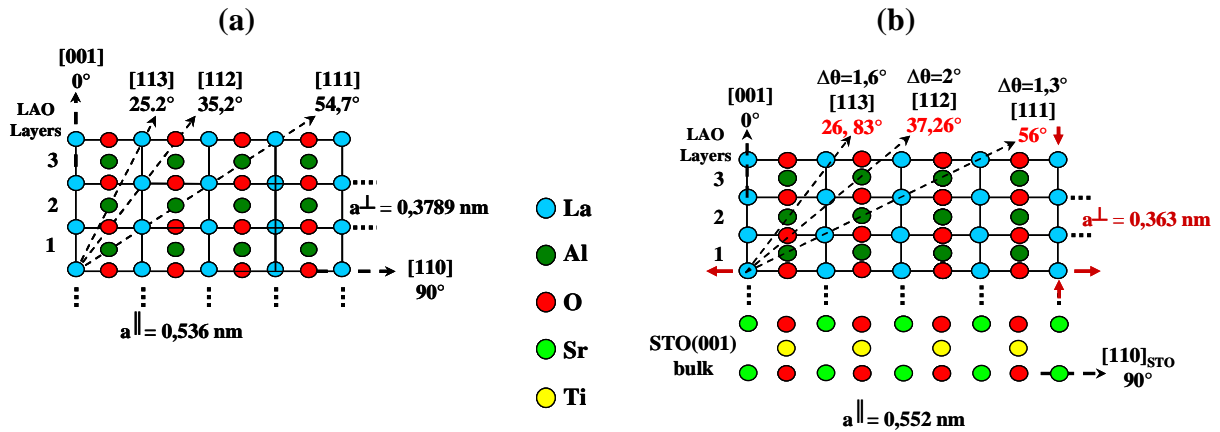 (a)
[001]
0°
[113]
25.2°
[112]
35,2°
[111]
54,7°
LAO
Layers
3
2
1
a⊥ = 0,3789 nm
[110]
90°
a∥ = 0,536 nm
La
Al
O
Sr
Ti
(b)
[001]
0°
Δθ=1,6°
[113]
26, 83°
Δθ=2°
[112]
37,26°
Δθ=1,3°
[111]
56°
LAO
Layers
3
2
1
a⊥ = 0,363 nm
STO(001)
bulk
[110]STO
90°
a∥ = 0,552 nm